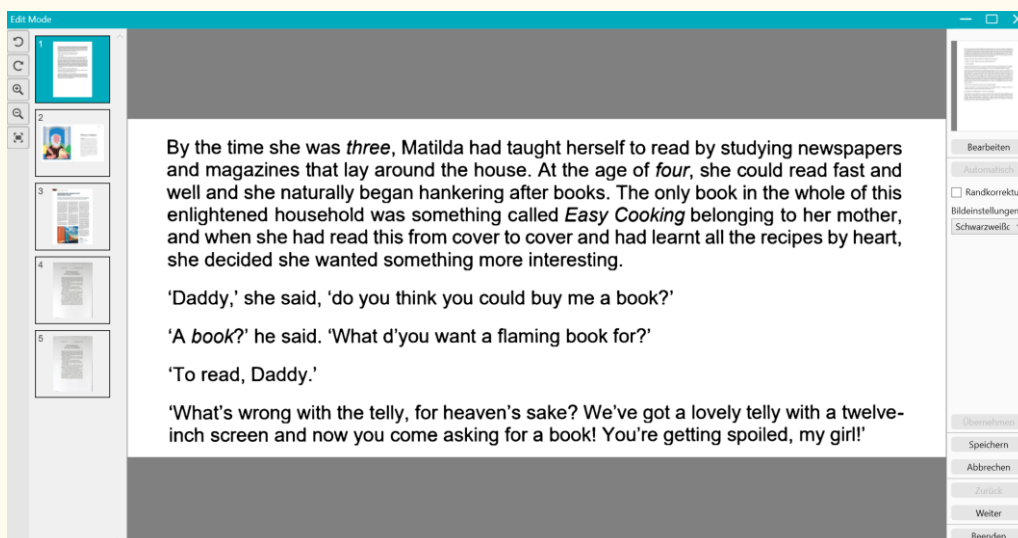 Edit Mode
1
2
3
4
5
By the time she was three, Matilda had taught herself to read by studying newspapers
and magazines that lay around the house. At the age of four, she could read fast and
well and she naturally began hankering after books. The only book in the whole of this
enlightened household was something called Easy Cooking belonging to her mother,
and when she had read this from cover to cover and had learnt all the recipes by heart,
she decided she wanted something more interesting.
‘Daddy,’ she said, ‘do you think you could buy me a book?’
‘A book?’ he said. ‘What d’you want a flaming book for?’
‘To read, Daddy.’
‘What’s wrong with the telly, for heaven’s sake? We’ve got a lovely telly with a twelve-
inch screen and now you come asking for a book! You’re getting spoiled, my girl!’
Bearbeiten
Automatisch
Randkorrektu
Bildeinstellungen
Schwarzweiß
Übernehmen
Speichern
Abbrechen
Zurück
Weiter
Beenden